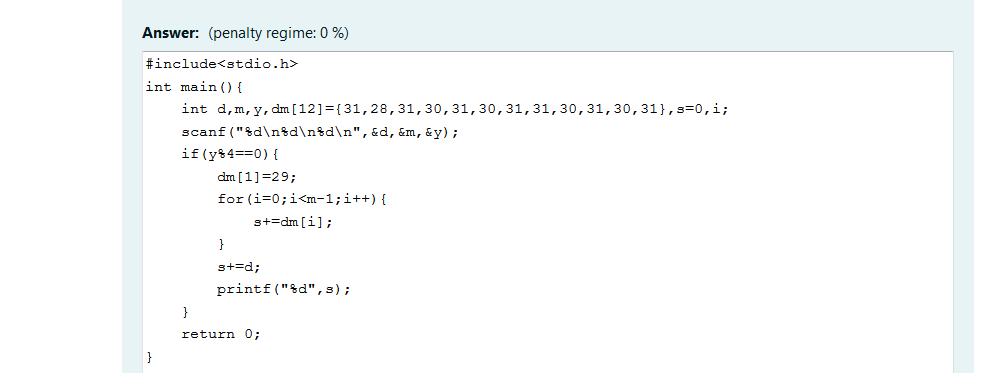 Answer: (penalty regime: 0 %)
#include<stdio.h>
int main(){
    int d,m,y,dm[12]={31,28,31,30,31,30,31,31,30,31,30,31},s=0,i;
    scanf("%d\n%d\n%d\n",&d,&m,&y);
    if(y%4==0){
        dm[1]=29;
        for(i=0;i<m-1;i++){
            s+=dm[i];
        }
        s+=d;
        printf("%d",s);
    }
    return 0;
}